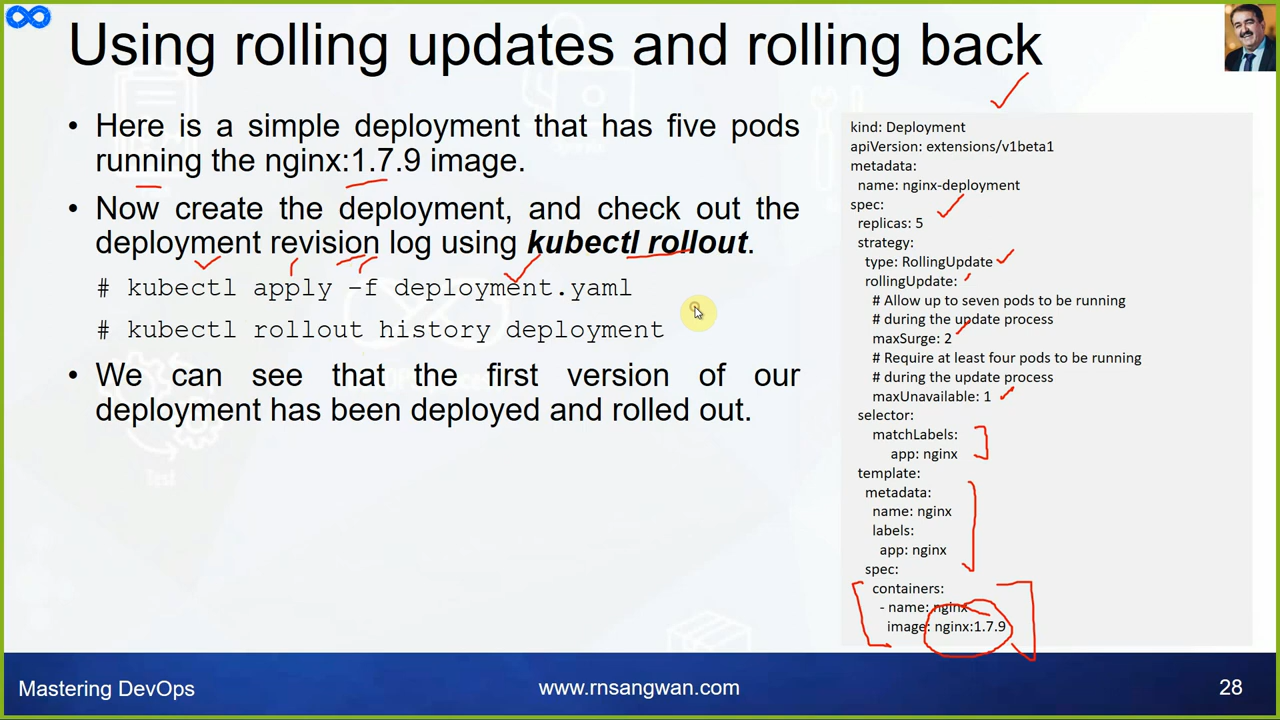 Using rolling updates and rolling back
• Here is a simple deployment that has five pods
running the nginx:1.7.9 image.
• Now create the deployment, and check out the
deployment revision log using kubectl rollout.
# kubectl apply -f deployment.yaml
# kubectl rollout history deployment
• We can see that the first version of our
deployment has been deployed and rolled out.
kind: Deployment
apiVersion: extensions/v1beta1
metadata:
name: nginx-deployment
spec:
replicas: 5
strategy:
type: RollingUpdate
rollingUpdate:
# Allow up to seven pods to be running
# during the update process
maxSurge: 2
# Require at least four pods to be running
# during the update process
maxUnavailable: 1
selector:
matchLabels:
app: nginx
template:
metadata:
name: nginx
labels:
app: nginx
spec:
containers:
- name: nginx
image: nginx:1.7.9
Test
Mastering DevOps
www.rnsangwan.com
28